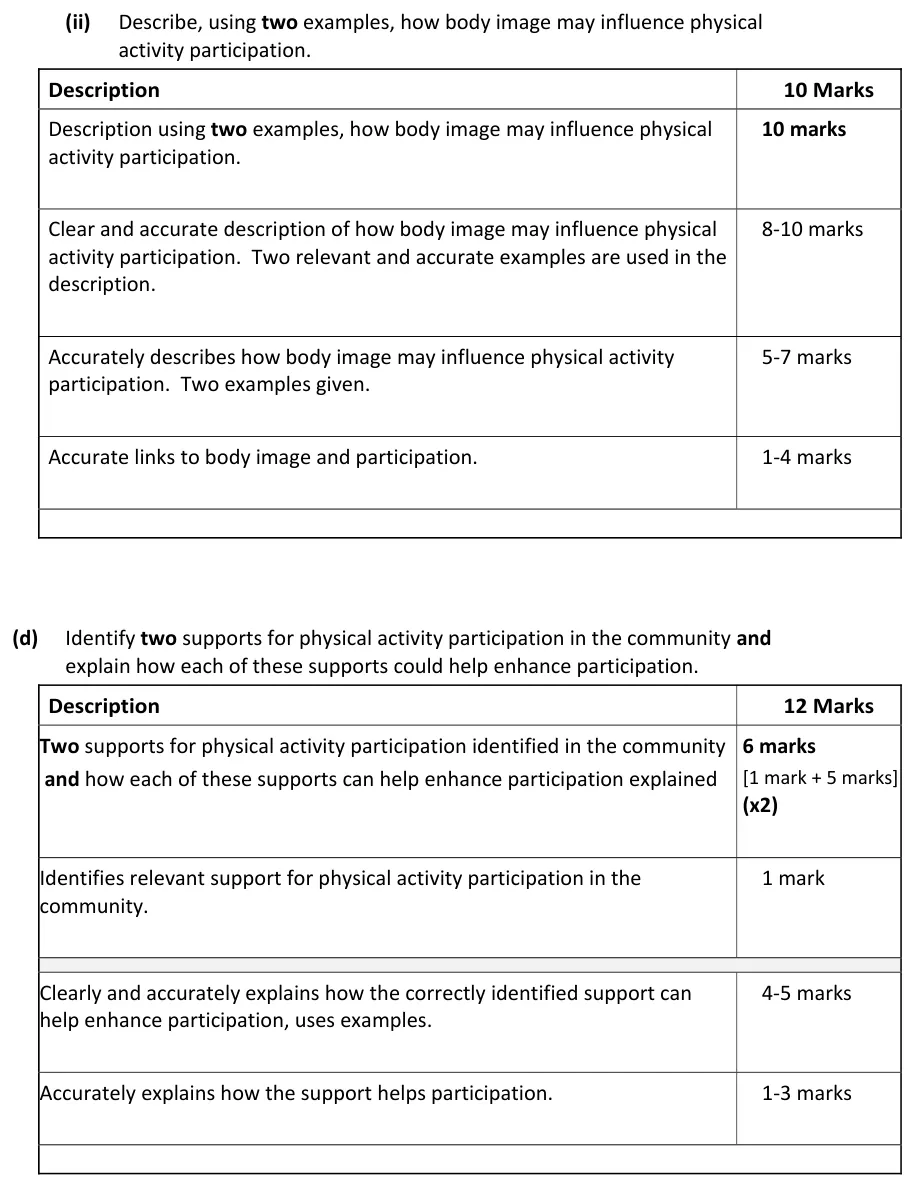 (ii) Describe, using two examples, how body image may influence physical
activity participation.
Description 10 Marks
Description using two examples, how body image may influence physical 10 marks
activity participation.
Clear and accurate description of how body image may influence physical 8-10 marks
activity participation. Two relevant and accurate examples are used in the
description.
Accurately describes how body image may influence physical activity 5-7 marks
participation. Two examples given.
Accurate links to body image and participation. 1-4 marks
(d) Identify two supports for physical activity participation in the community and
explain how each of these supports could help enhance participation.
Description 12 Marks
Two supports for physical activity participation identified in the community 6 marks
and how each of these supports can help enhance participation explained [1 mark + 5 marks]
(x2)
Identifies relevant support for physical activity participation in the 1 mark
community.
Clearly and accurately explains how the correctly identified support can 4-5 marks
help enhance participation, uses examples.
Accurately explains how the support helps participation. 1-3 marks